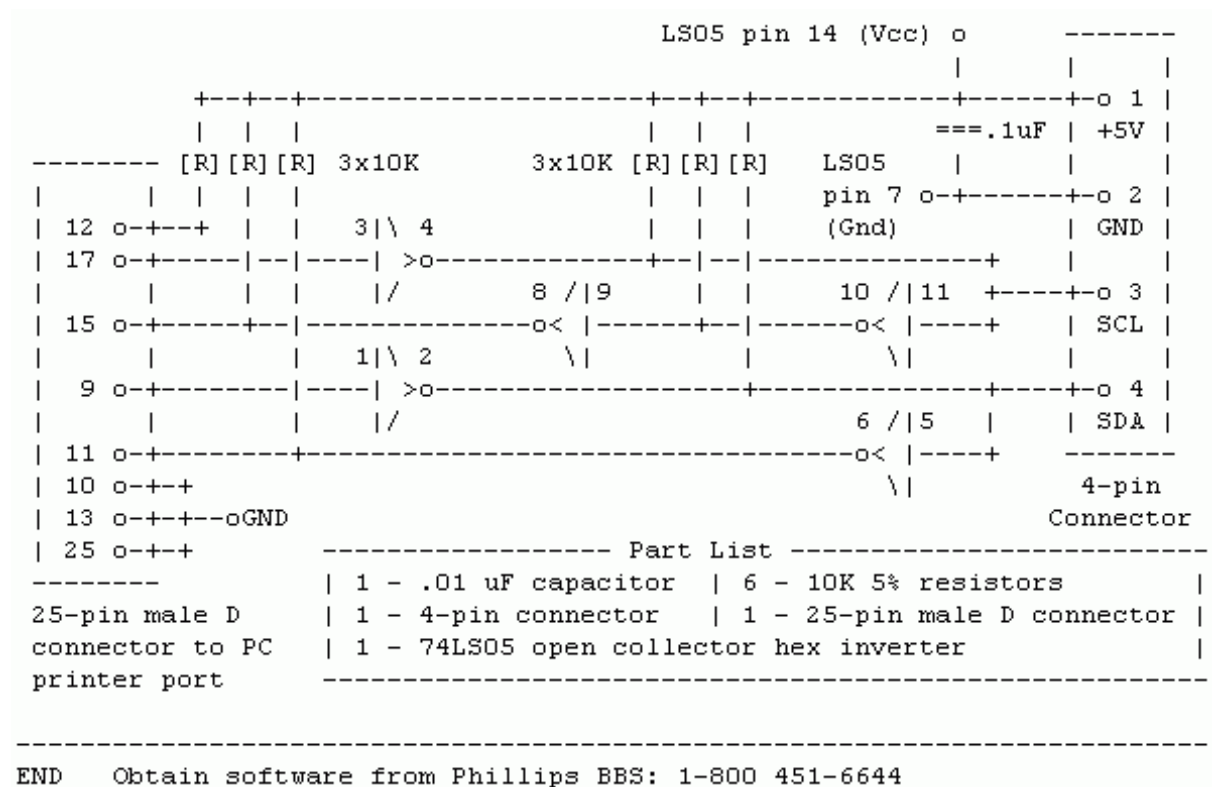 LS05 pin 14 (Vcc) o      -------
                                                          |      |     |
           +--+--+----------------------+--+--+------------+------+-o 1 |
           |  |  |                      |  |  |           ===.1uF | +5V |
-------- [R][R][R] 3x10K       3x10K [R][R][R]   LS05     |      |     |
|      |  |  |  |                      |  |  |   pin 7 o-+------+-o 2 |
| 12 o-+--+  |  |   3|\ 4              |  |  |   (Gnd)          | GND |
| 17 o-+-----|--|----| >o-------------+--|--|--------------+    |     |
|      |     |  |    |/        8 /|9     |  |     10 /|11  +----+-o 3 |
| 15 o-+-----+--|--------------o< |------+--|------o< |----+    | SCL |
|      |        |   1|\ 2        \|         |        \|         |     |
|  9 o-+--------|----| >o-------------------+--------------+----+-o 4 |
|      |        |    |/                            6 /|5   |    | SDA |
| 11 o-+--------+----------------------------------o< |----+    -------
| 10 o-+-+                                           \|          4-pin
| 13 o-+-+--oGND                                               Connector
| 25 o-+-+        ------------------ Part List --------------------------
--------          | 1 - .01 uF capacitor  | 6 - 10K 5% resistors        |
25-pin male D     | 1 - 4-pin connector   | 1 - 25-pin male D connector |
connector to PC   | 1 - 74LS05 open collector hex inverter              |
printer port      -------------------------------------------------------
--------------------------------------------------------------------------
END   Obtain software from Phillips BBS: 1-800 451-6644